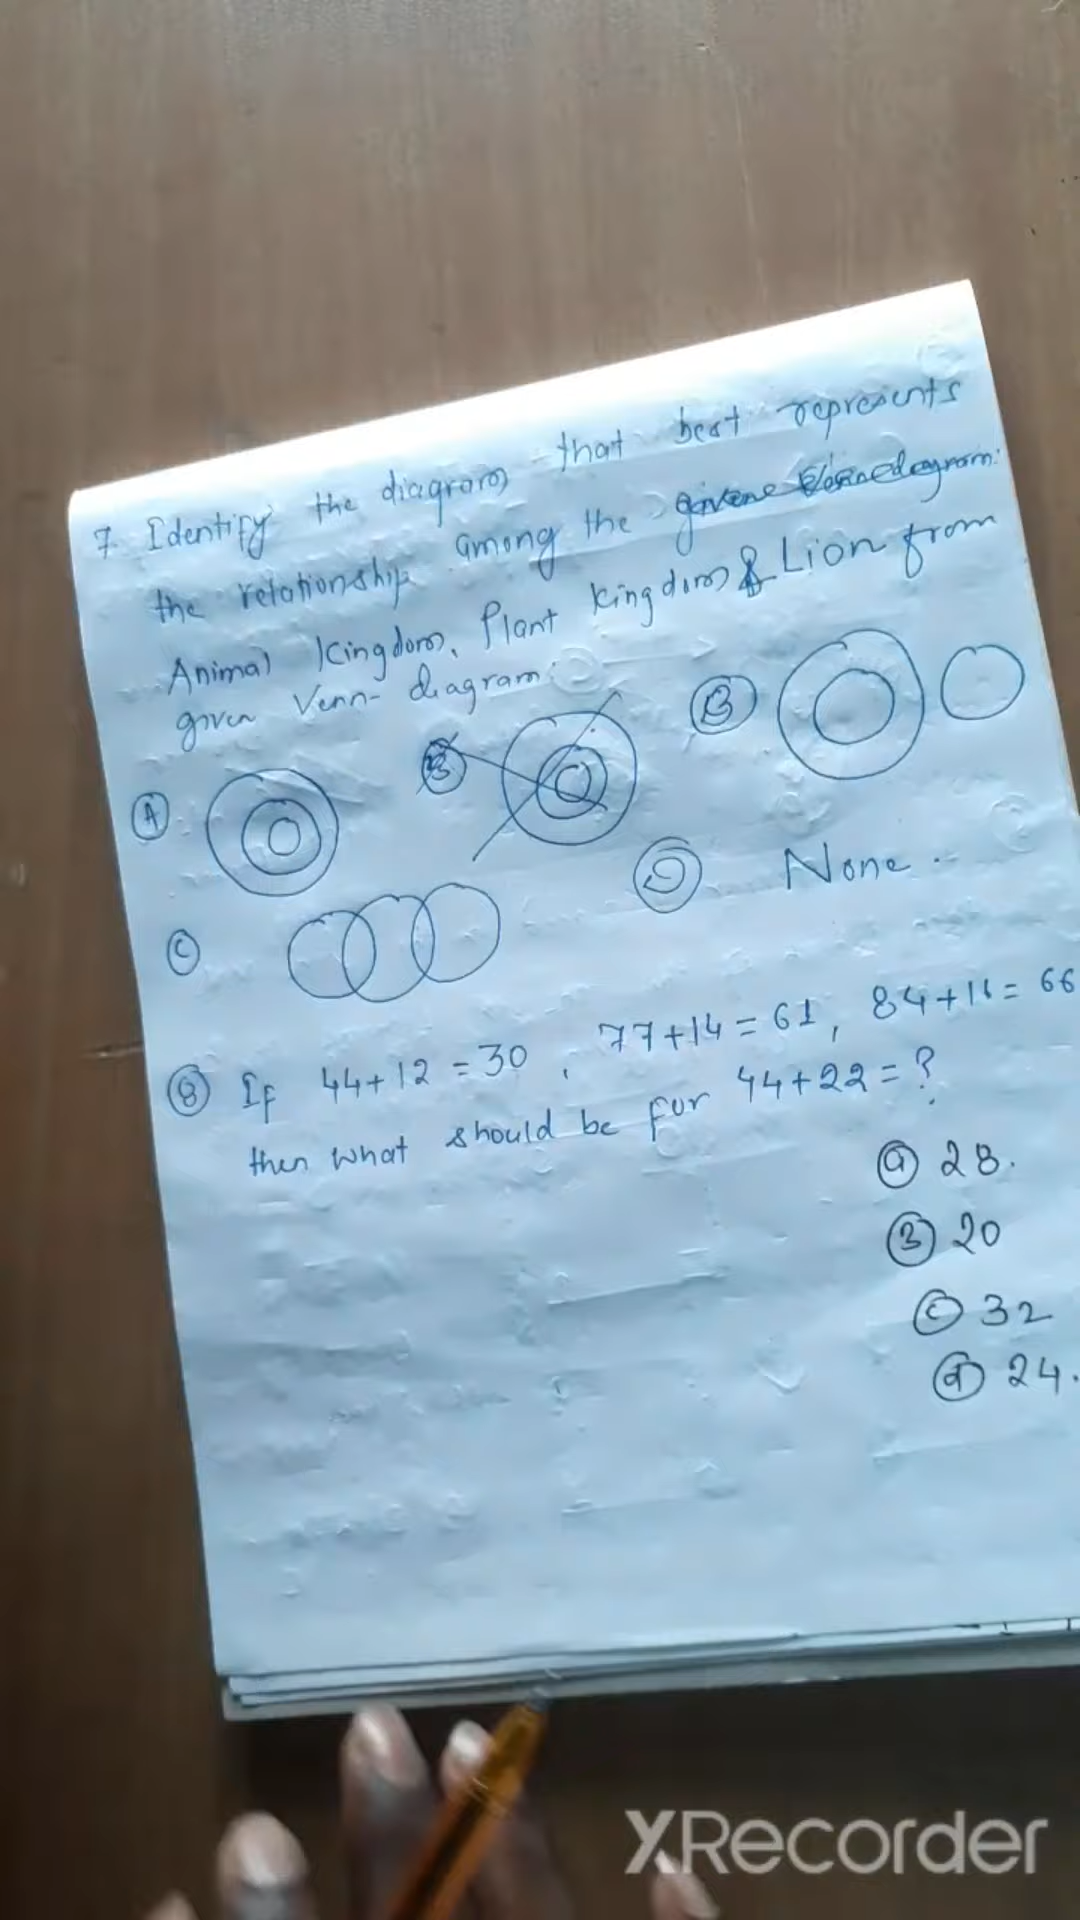 7. Identify the diagram that best represents
the relationship among the given
Animal Kingdom, Plant kingdom & Lion from
given Venn-diagram:
(A) (B)
(C) (D) None.
(8) If 44+12=30, 77+14=61, 84+16=66
then what should be for 44+22=?
(a) 28.
(B) 20
(C) 32
(d) 24.
XRecorder